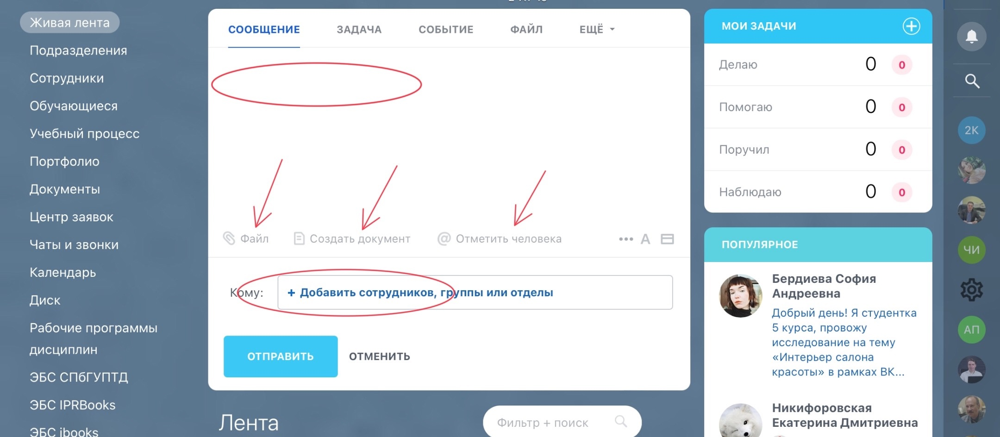 Живая лента
Подразделения
Сотрудники
Обучающиеся
Учебный процесс
Портфолио
Документы
Центр заявок
Чаты и звонки
Календарь
Диск
Рабочие программы
дисциплин
ЭБС СПбГУПТД
ЭБС IPRBooks
ЭБС ibooks
СООБЩЕНИЕ ЗАДАЧА СОБЫТИЕ ФАЙЛ ЕЩЁ
Файл Создать документ @ Отметить человека ••• A
Кому: + Добавить сотрудников, группы или отделы
ОТПРАВИТЬ ОТМЕНИТЬ
Лента
Фильтр + поиск
МОИ ЗАДАЧИ
Делаю 0 0
Помогаю 0 0
Поручил 0 0
Наблюдаю 0 0
ПОПУЛЯРНОЕ
Бердиева София
Андреевна
Добрый день! Я студентка
5 курса, провожу
исследование на тему
«Интерьер салона
красоты» в рамках ВК...
Никифоровская
Екатерина Дмитриевна
2К
ЧИ
АП